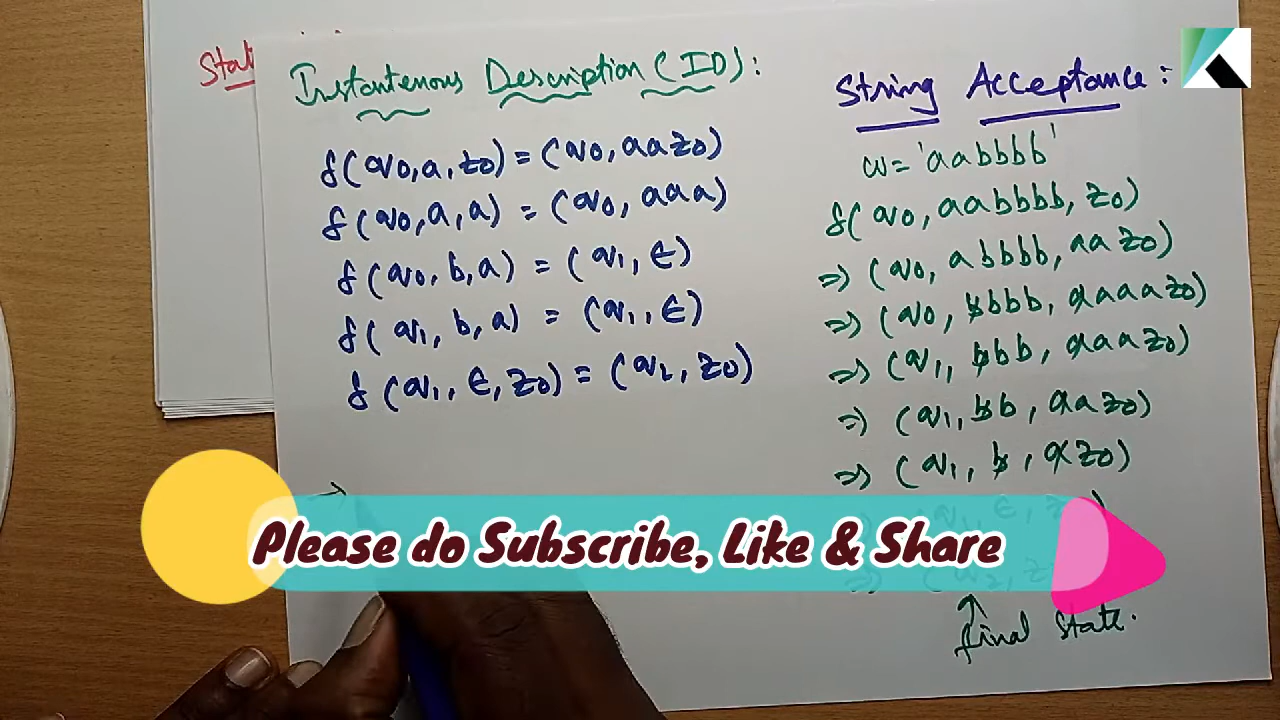 Stat
Instantenous Description (ID):
δ(q0, a, z0) = (q0, aaz0)
δ(q0, a, a) = (q0, aaa)
δ(q0, b, a) = (q1, ε)
δ(q1, b, a) = (q1, ε)
δ(q1, ε, z0) = (q2, z0)
String Acceptance:
w = 'aabbbb'
δ(q0, aabbbb, z0)
⇒ (q0, abbbb, aaz0)
⇒ (q0, bbbb, aaaaz0)
⇒ (q1, bbb, aaaz0)
⇒ (q1, bb, aaz0)
⇒ (q1, b, az0)
final state.
Please do Subscribe, Like & Share